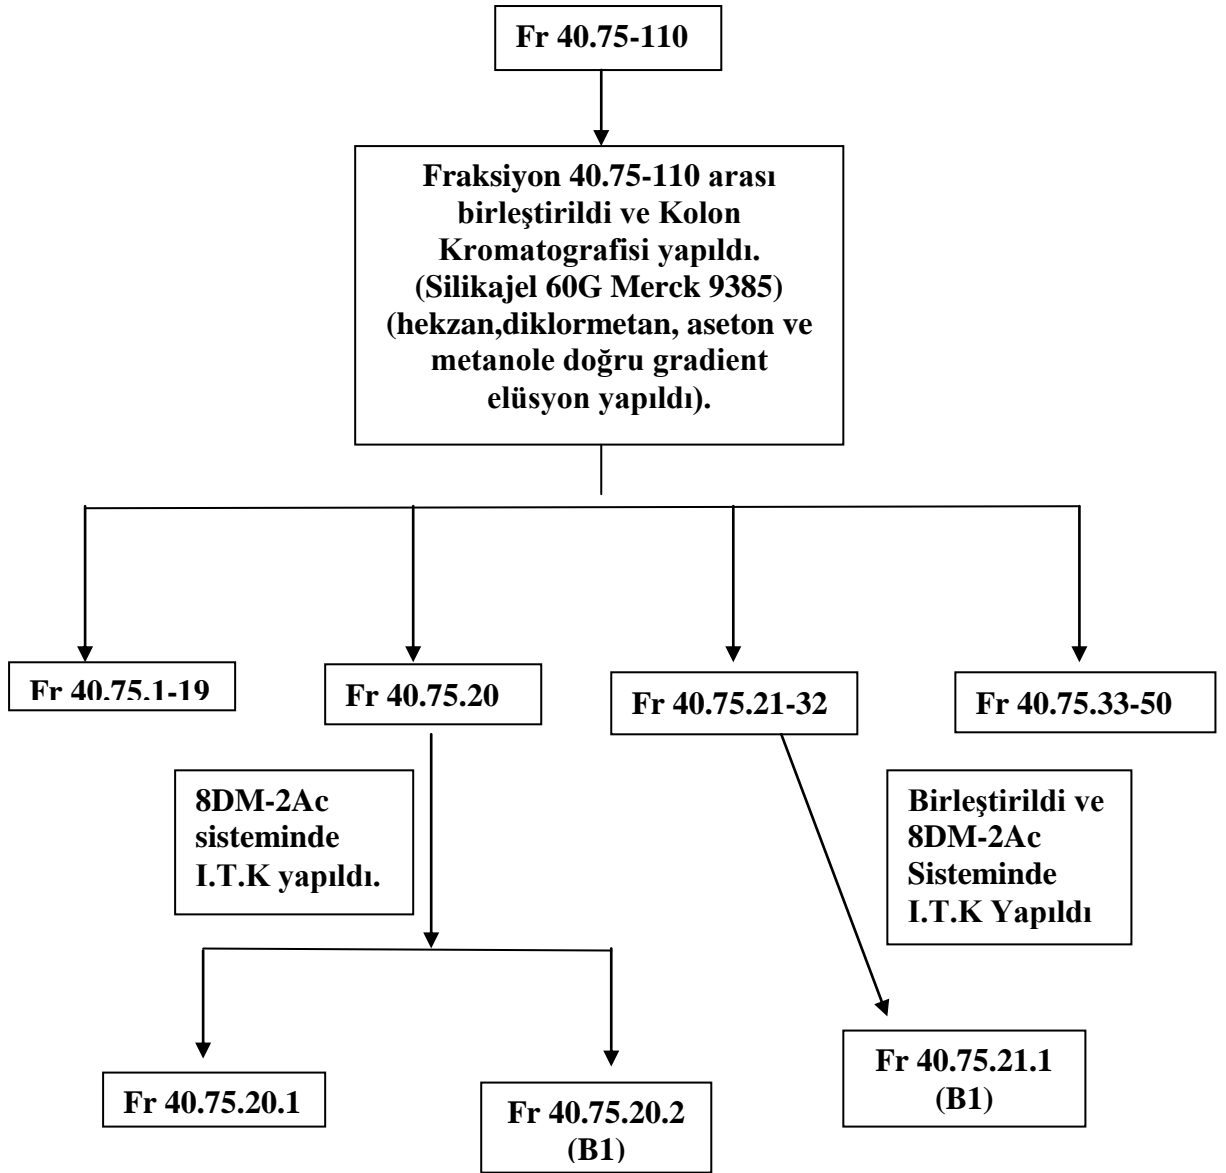 Fr 40.75-110
Fraksiyon 40.75-110 arası
birleştirildi ve Kolon
Kromatografisi yapıldı.
(Silikajel 60G Merck 9385)
(hekzan,diklormetan, aseton ve
metanole doğru gradient
elüsyon yapıldı).
Fr 40.75.1-19
Fr 40.75.20
Fr 40.75.21-32
Fr 40.75.33-50
8DM-2Ac
sisteminde
I.T.K yapıldı.
Birleştirildi ve
8DM-2Ac
Sisteminde
I.T.K Yapıldı
Fr 40.75.20.1
Fr 40.75.20.2
(B1)
Fr 40.75.21.1
(B1)